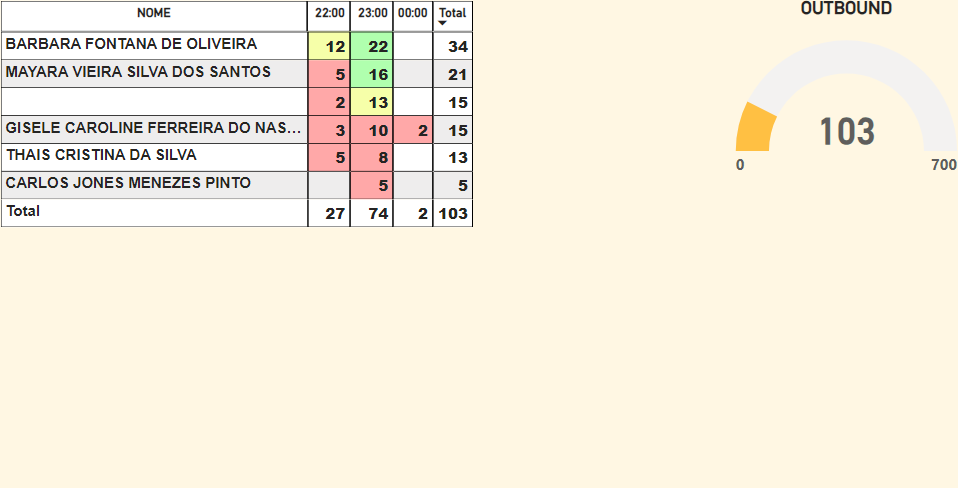 NOME 22:00 23:00 00:00 Total
BARBARA FONTANA DE OLIVEIRA 12 22 34
MAYARA VIEIRA SILVA DOS SANTOS 5 16 21
2 13 15
GISELE CAROLINE FERREIRA DO NAS... 3 10 2 15
THAIS CRISTINA DA SILVA 5 8 13
CARLOS JONES MENEZES PINTO 5 5
Total 27 74 2 103
OUTBOUND
103
0 700